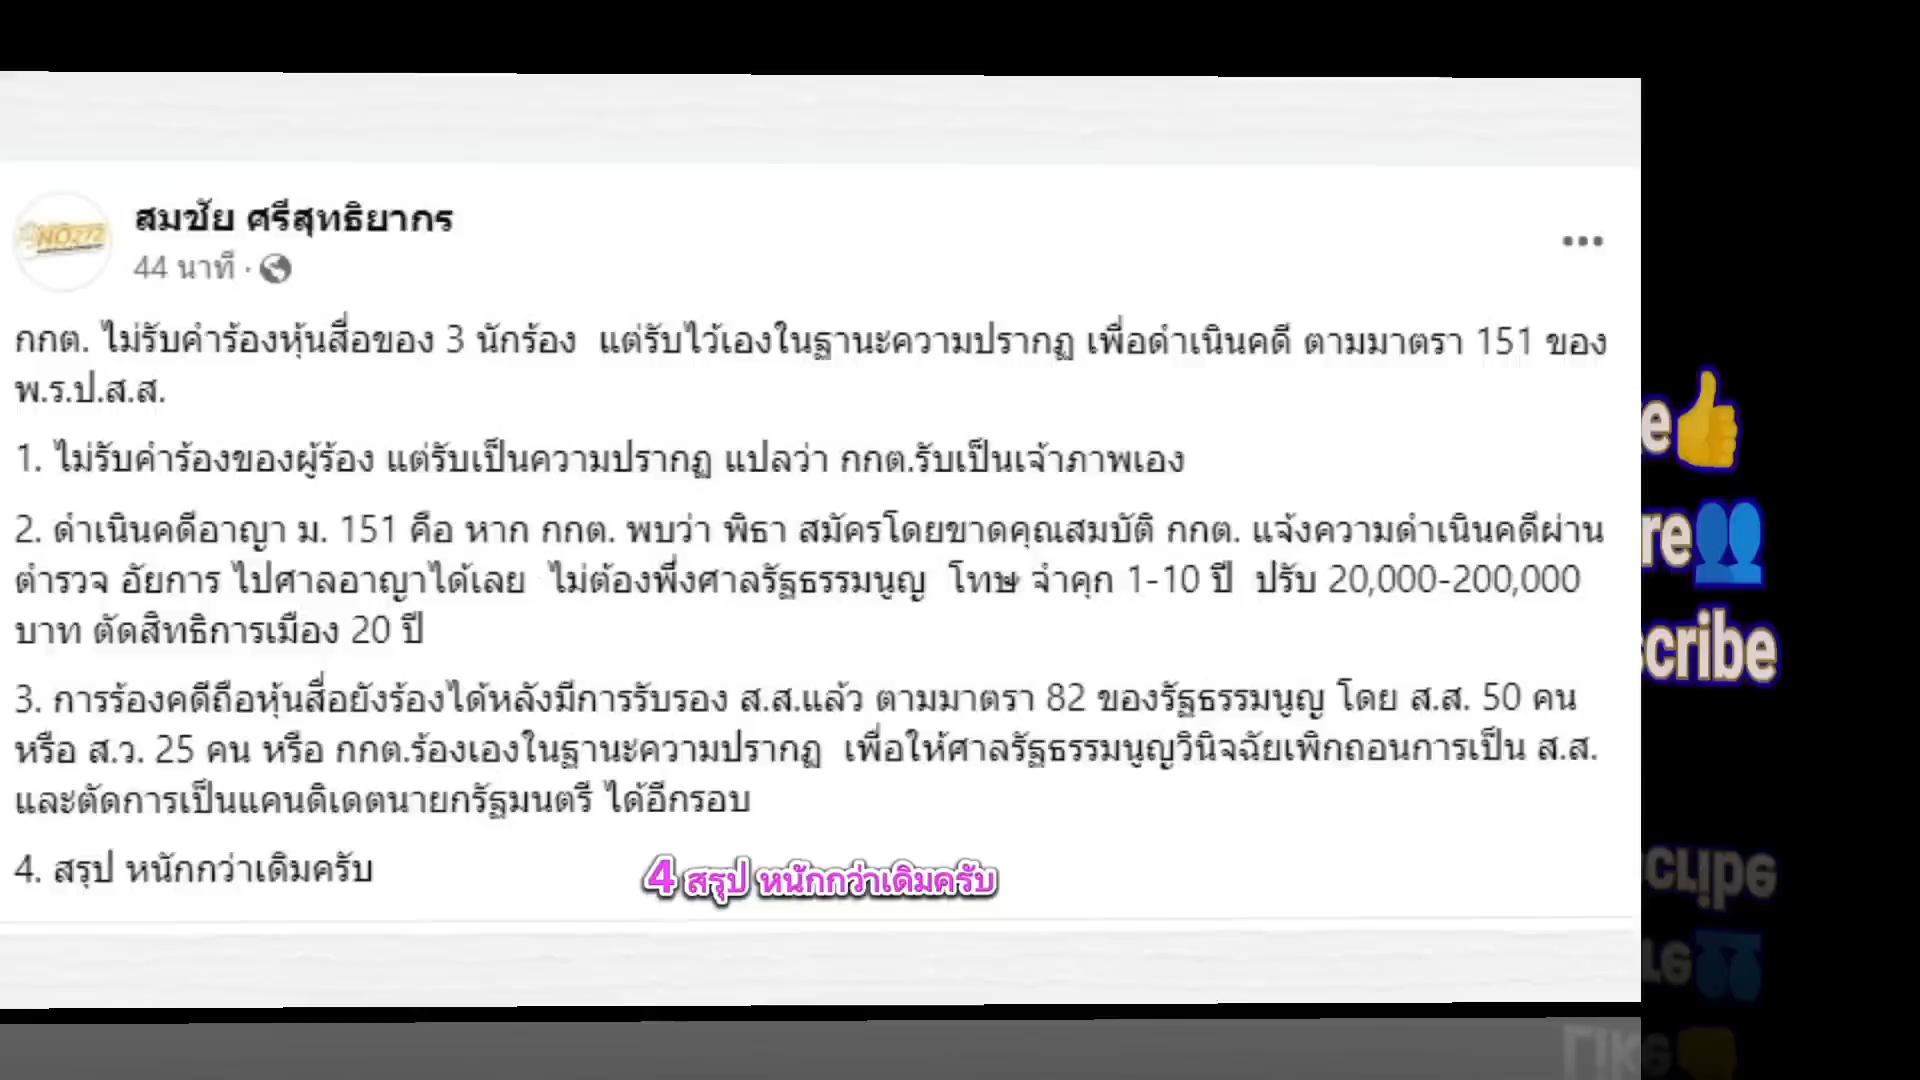 สมชัย ศรีสุทธิยากร
44 นาที ·
กกต. ไม่รับคำร้องหุ้นสื่อของ 3 นักร้อง แต่รับไว้เองในฐานะความปรากฏ เพื่อดำเนินคดี ตามมาตรา 151 ของ
พ.ร.ป.ส.ส.
1. ไม่รับคำร้องของผู้ร้อง แต่รับเป็นความปรากฏ แปลว่า กกต.รับเป็นเจ้าภาพเอง
2. ดำเนินคดีอาญา ม. 151 คือ หาก กกต. พบว่า พิธา สมัครโดยขาดคุณสมบัติ กกต. แจ้งความดำเนินคดีผ่าน
ตำรวจ อัยการ ไปศาลอาญาได้เลย ไม่ต้องพึ่งศาลรัฐธรรมนูญ โทษ จำคุก 1-10 ปี ปรับ 20,000-200,000
บาท ตัดสิทธิการเมือง 20 ปี
3. การร้องคดีถือหุ้นสื่อยังร้องได้หลังมีการรับรอง ส.ส.แล้ว ตามมาตรา 82 ของรัฐธรรมนูญ โดย ส.ส. 50 คน
หรือ ส.ว. 25 คน หรือ กกต.ร้องเองในฐานะความปรากฏ เพื่อให้ศาลรัฐธรรมนูญวินิจฉัยเพิกถอนการเป็น ส.ส.
และตัดการเป็นแคนดิเดตนายกรัฐมนตรี ได้อีกรอบ
4. สรุป หนักกว่าเดิมครับ
4 สรุป หนักกว่าเดิมครับ
e
re
cribe